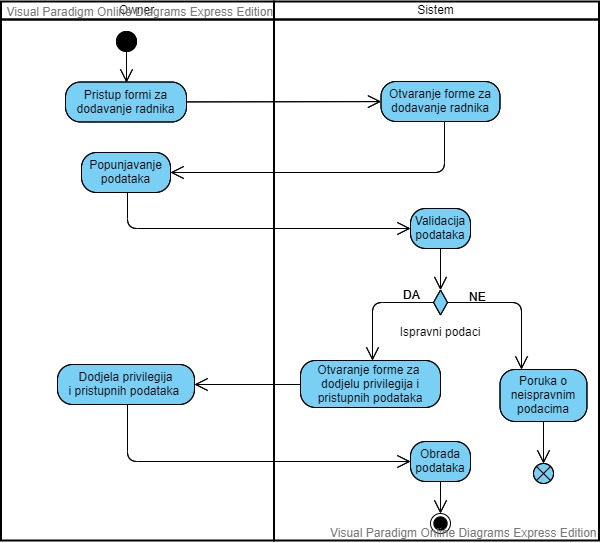 Visual Paradigm Online Diagrams Express Edition
Owner
Sistem
Pristup formi za
dodavanje radnika
Otvaranje forme za
dodavanje radnika
Popunjavanje
podataka
Validacija
podataka
DA
NE
Ispravni podaci
Dodjela privilegija
i pristupnih podataka
Otvaranje forme za
dodjelu privilegija i
pristupnih podataka
Poruka o
neispravnim
podacima
Obrada
podataka
Visual Paradigm Online Diagrams Express Edition